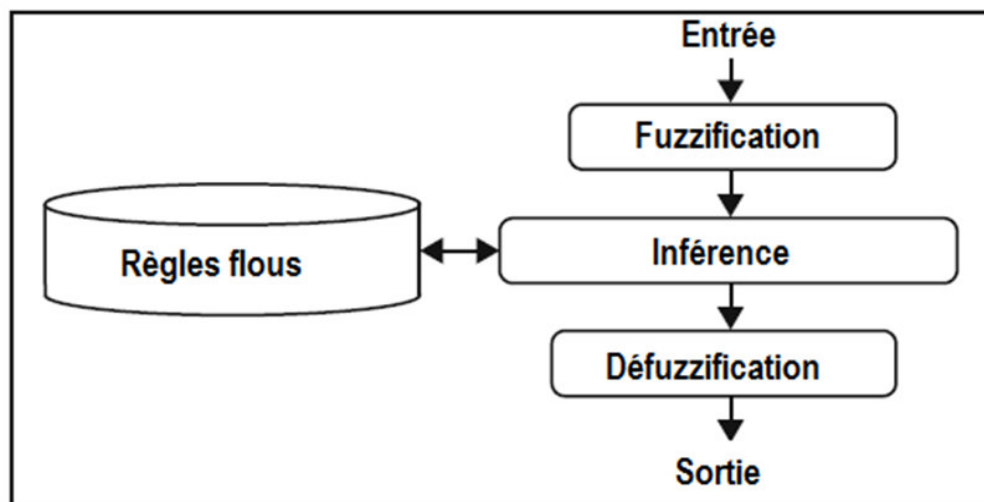 Entrée
Fuzzification
Règles flous
Inférence
Défuzzification
Sortie